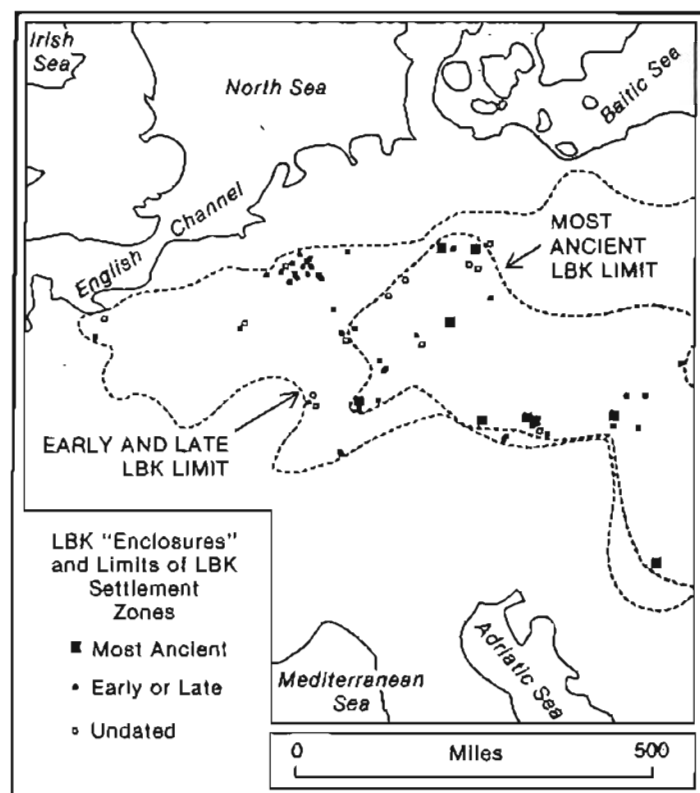 Irish
Sea
North Sea
Baltic Sea
English Channel
MOST
ANCIENT
LBK LIMIT
EARLY AND LATE
LBK LIMIT
LBK "Enclosures"
and Limits of LBK
Settlement
Zones
Most Ancient
Early or Late
Undated
Mediterranean
Sea
Adriatic Sea
0 Miles 500